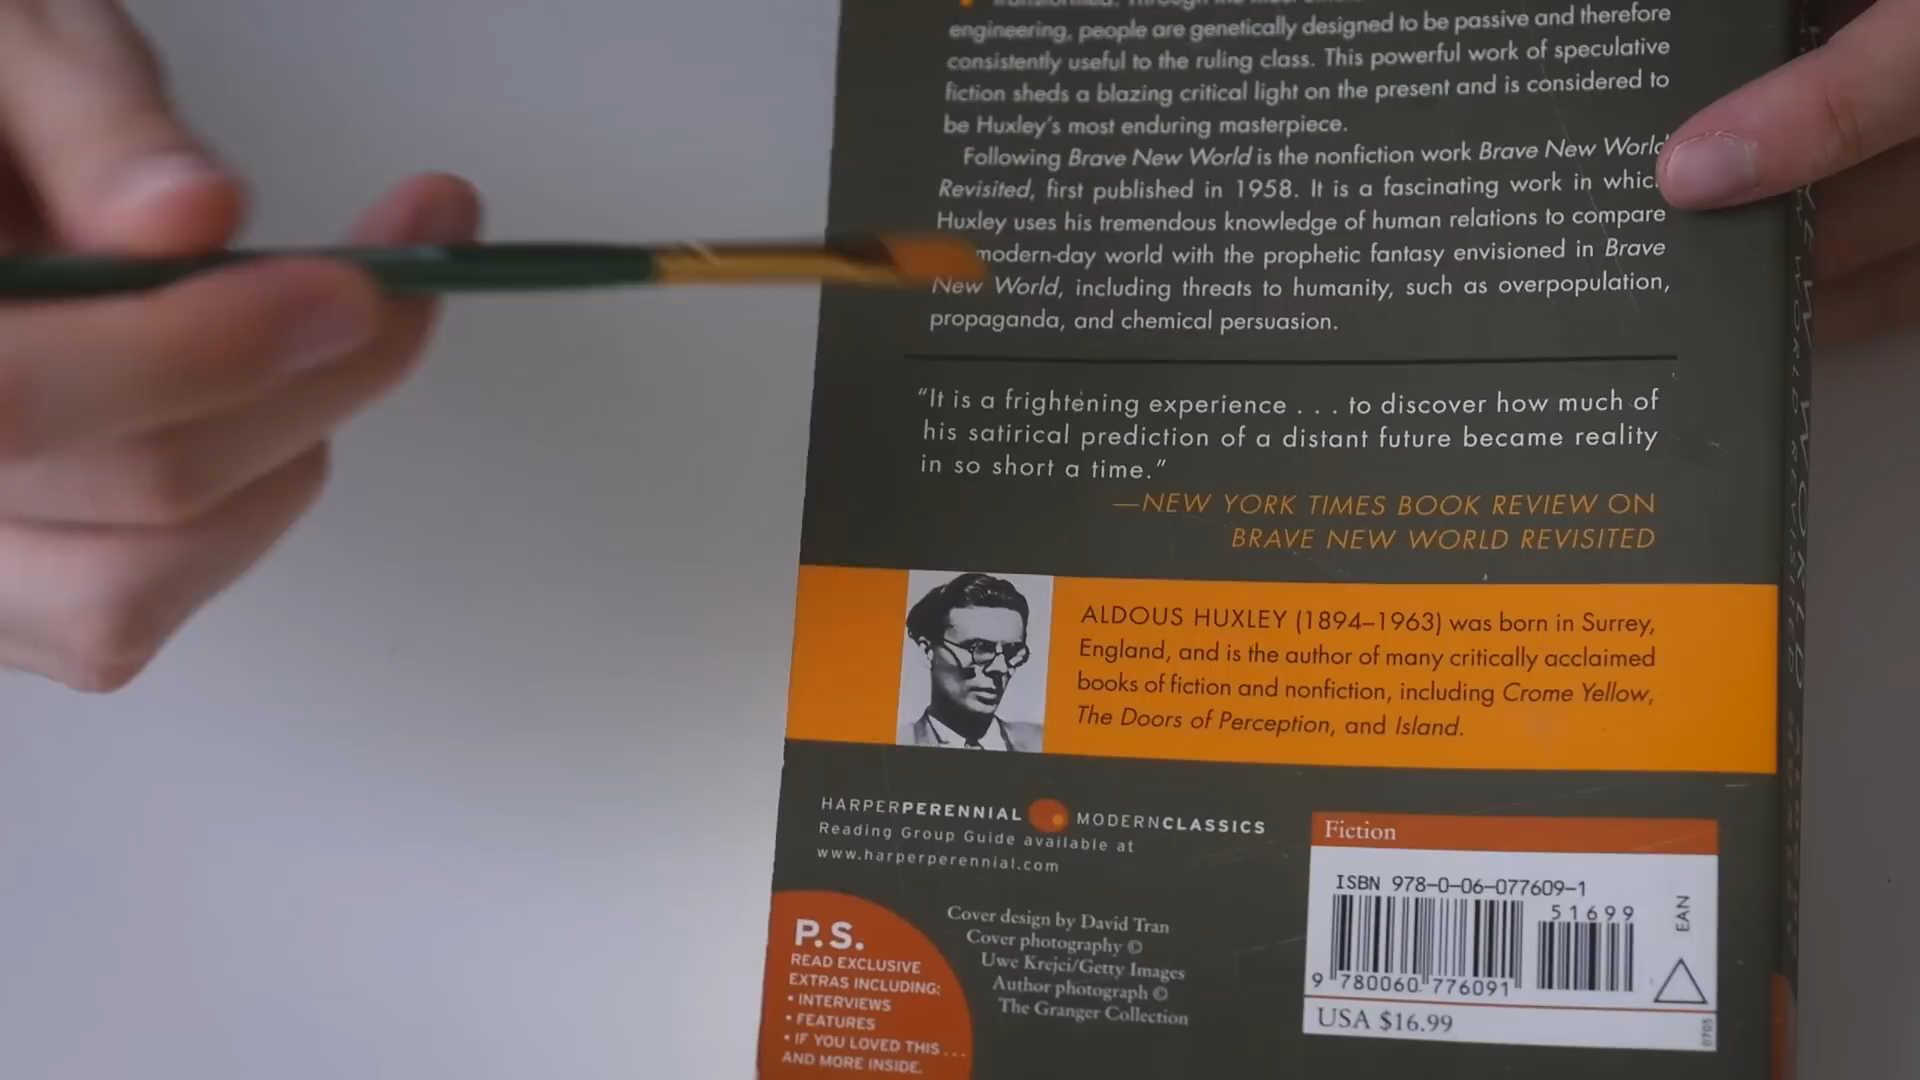 engineering, people are genetically designed to be passive and therefore
consistently useful to the ruling class. This powerful work of speculative
fiction sheds a blazing critical light on the present and is considered to
be Huxley's most enduring masterpiece.
Following Brave New World is the nonfiction work Brave New World
Revisited, first published in 1958. It is a fascinating work in which
Huxley uses his tremendous knowledge of human relations to compare
modern-day world with the prophetic fantasy envisioned in Brave
New World, including threats to humanity, such as overpopulation,
propaganda, and chemical persuasion.
"It is a frightening experience . . . to discover how much of
his satirical prediction of a distant future became reality
in so short a time."
—NEW YORK TIMES BOOK REVIEW ON
BRAVE NEW WORLD REVISITED
ALDOUS HUXLEY (1894–1963) was born in Surrey,
England, and is the author of many critically acclaimed
books of fiction and nonfiction, including Crome Yellow,
The Doors of Perception, and Island.
HARPERPERENNIAL MODERNCLASSICS
Reading Group Guide available at
www.harperperennial.com
P.S.
READ EXCLUSIVE
EXTRAS INCLUDING:
• INTERVIEWS
• FEATURES
• IF YOU LOVED THIS . . .
AND MORE INSIDE.
Cover design by David Tran
Cover photography ©
Uwe Krejci/Getty Images
Author photograph ©
The Granger Collection
Fiction
ISBN 978-0-06-077609-1
51699
EAN
9 780060 776091
USA $16.99